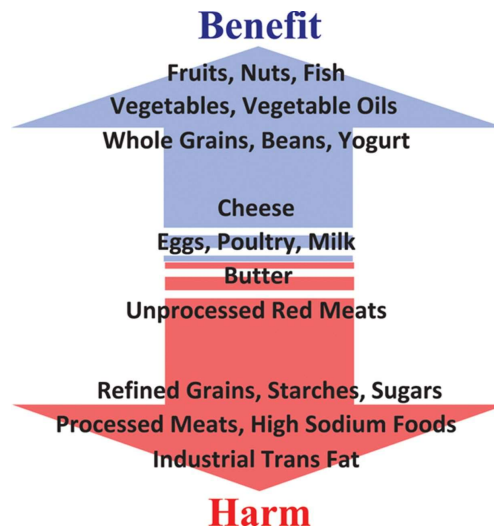 Benefit
Fruits, Nuts, Fish
Vegetables, Vegetable Oils
Whole Grains, Beans, Yogurt
Cheese
Eggs, Poultry, Milk
Butter
Unprocessed Red Meats
Refined Grains, Starches, Sugars
Processed Meats, High Sodium Foods
Industrial Trans Fat
Harm